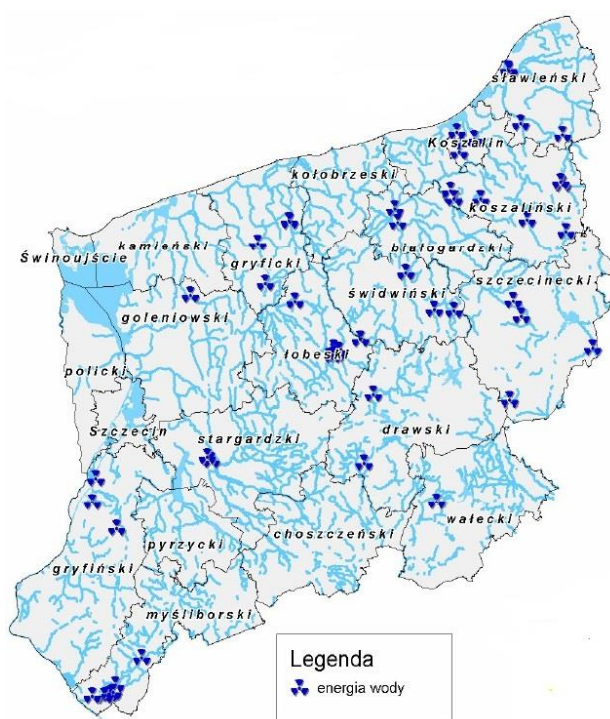 sławieński
Koszalin
kołobrzeski
koszaliński
kamieński
białogardzki
Świnoujście
gryficki
szczecinecki
świdwiński
goleniowski
łobeski
policki
Szczecin
stargardzki
drawski
wałecki
choszczeński
pyrzycki
gryfiński
myśliborski
Legenda
energia wody